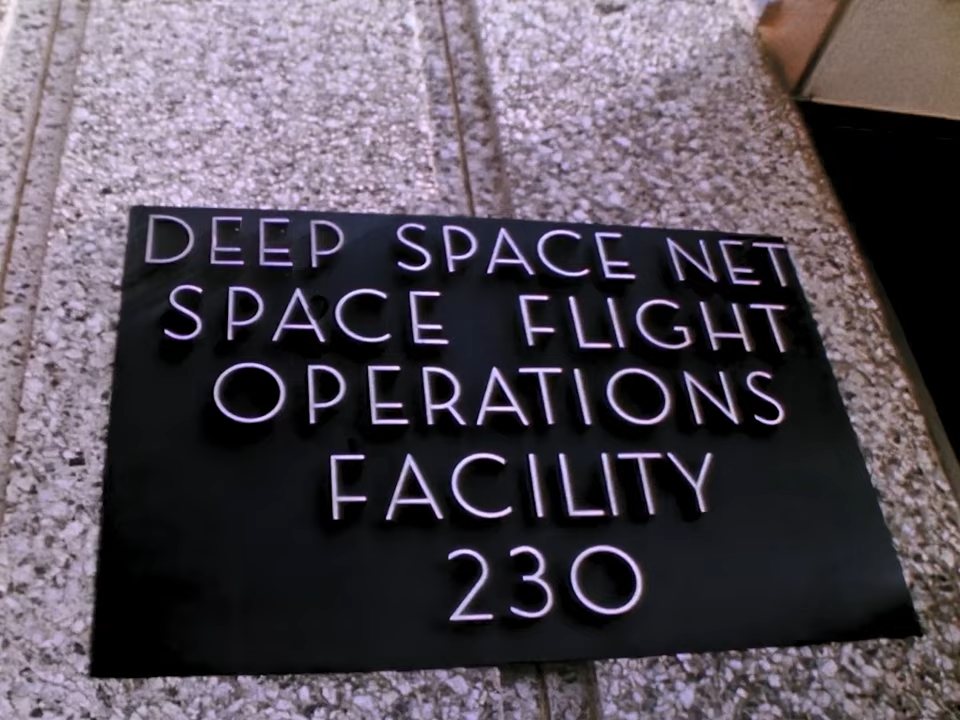 DEEP SPACE NET
SPACE FLIGHT
OPERATIONS
FACILITY
230